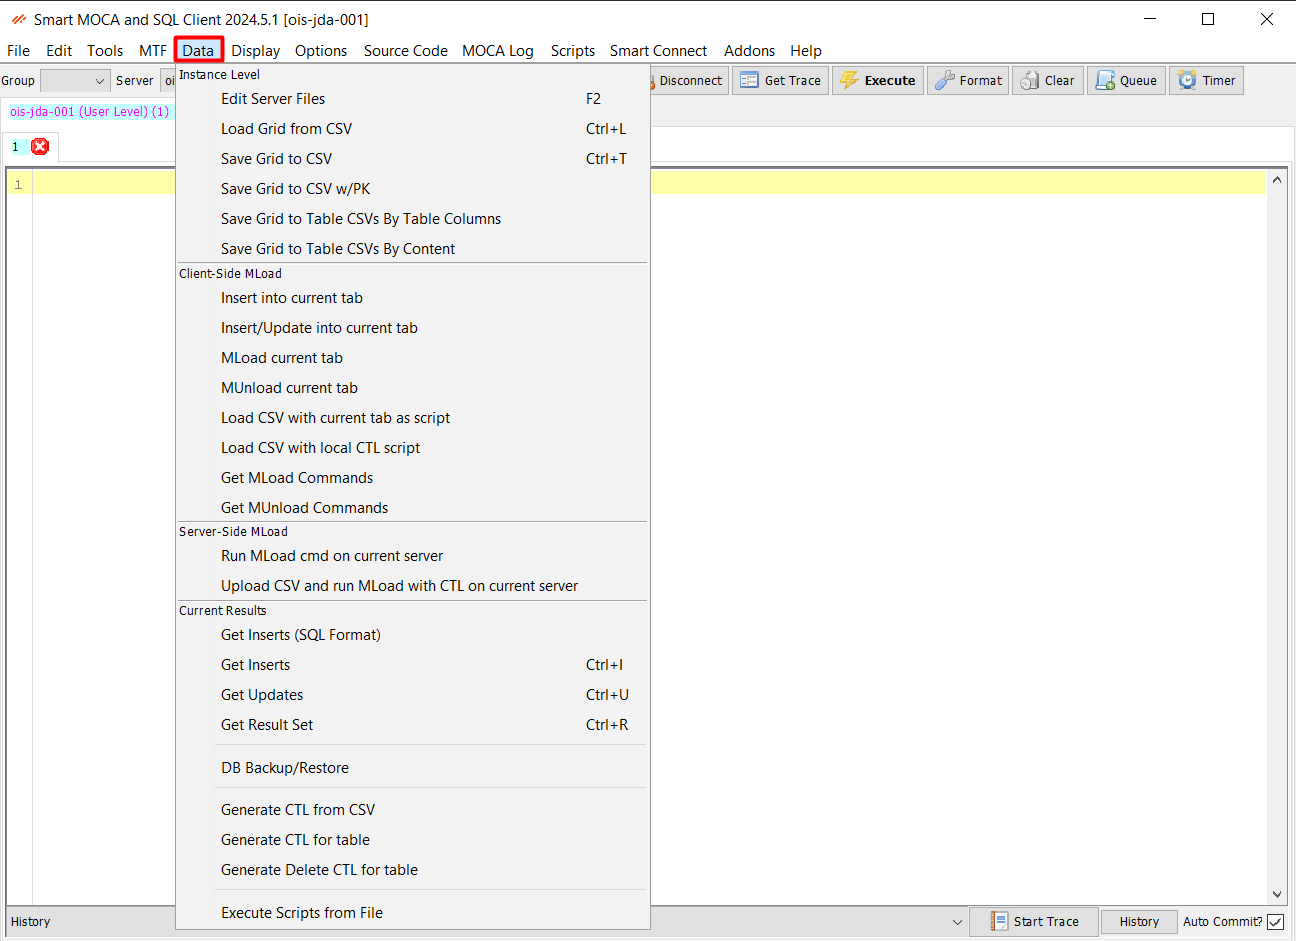 Smart MOCA and SQL Client 2024.5.1 [ois-jda-001]
File Edit Tools MTF Data Display Options Source Code MOCA Log Scripts Smart Connect Addons Help
Group Server Disconnect Get Trace Execute Format Clear Queue Timer
ois-jda-001 (User Level) (1)
1
1
Instance Level
Edit Server Files F2
Load Grid from CSV Ctrl+L
Save Grid to CSV Ctrl+T
Save Grid to CSV w/PK
Save Grid to Table CSVs By Table Columns
Save Grid to Table CSVs By Content
Client-Side MLoad
Insert into current tab
Insert/Update into current tab
MLoad current tab
MUnload current tab
Load CSV with current tab as script
Load CSV with local CTL script
Get MLoad Commands
Get MUnload Commands
Server-Side MLoad
Run MLoad cmd on current server
Upload CSV and run MLoad with CTL on current server
Current Results
Get Inserts (SQL Format)
Get Inserts Ctrl+I
Get Updates Ctrl+U
Get Result Set Ctrl+R
DB Backup/Restore
Generate CTL from CSV
Generate CTL for table
Generate Delete CTL for table
Execute Scripts from File
History Start Trace History Auto Commit?